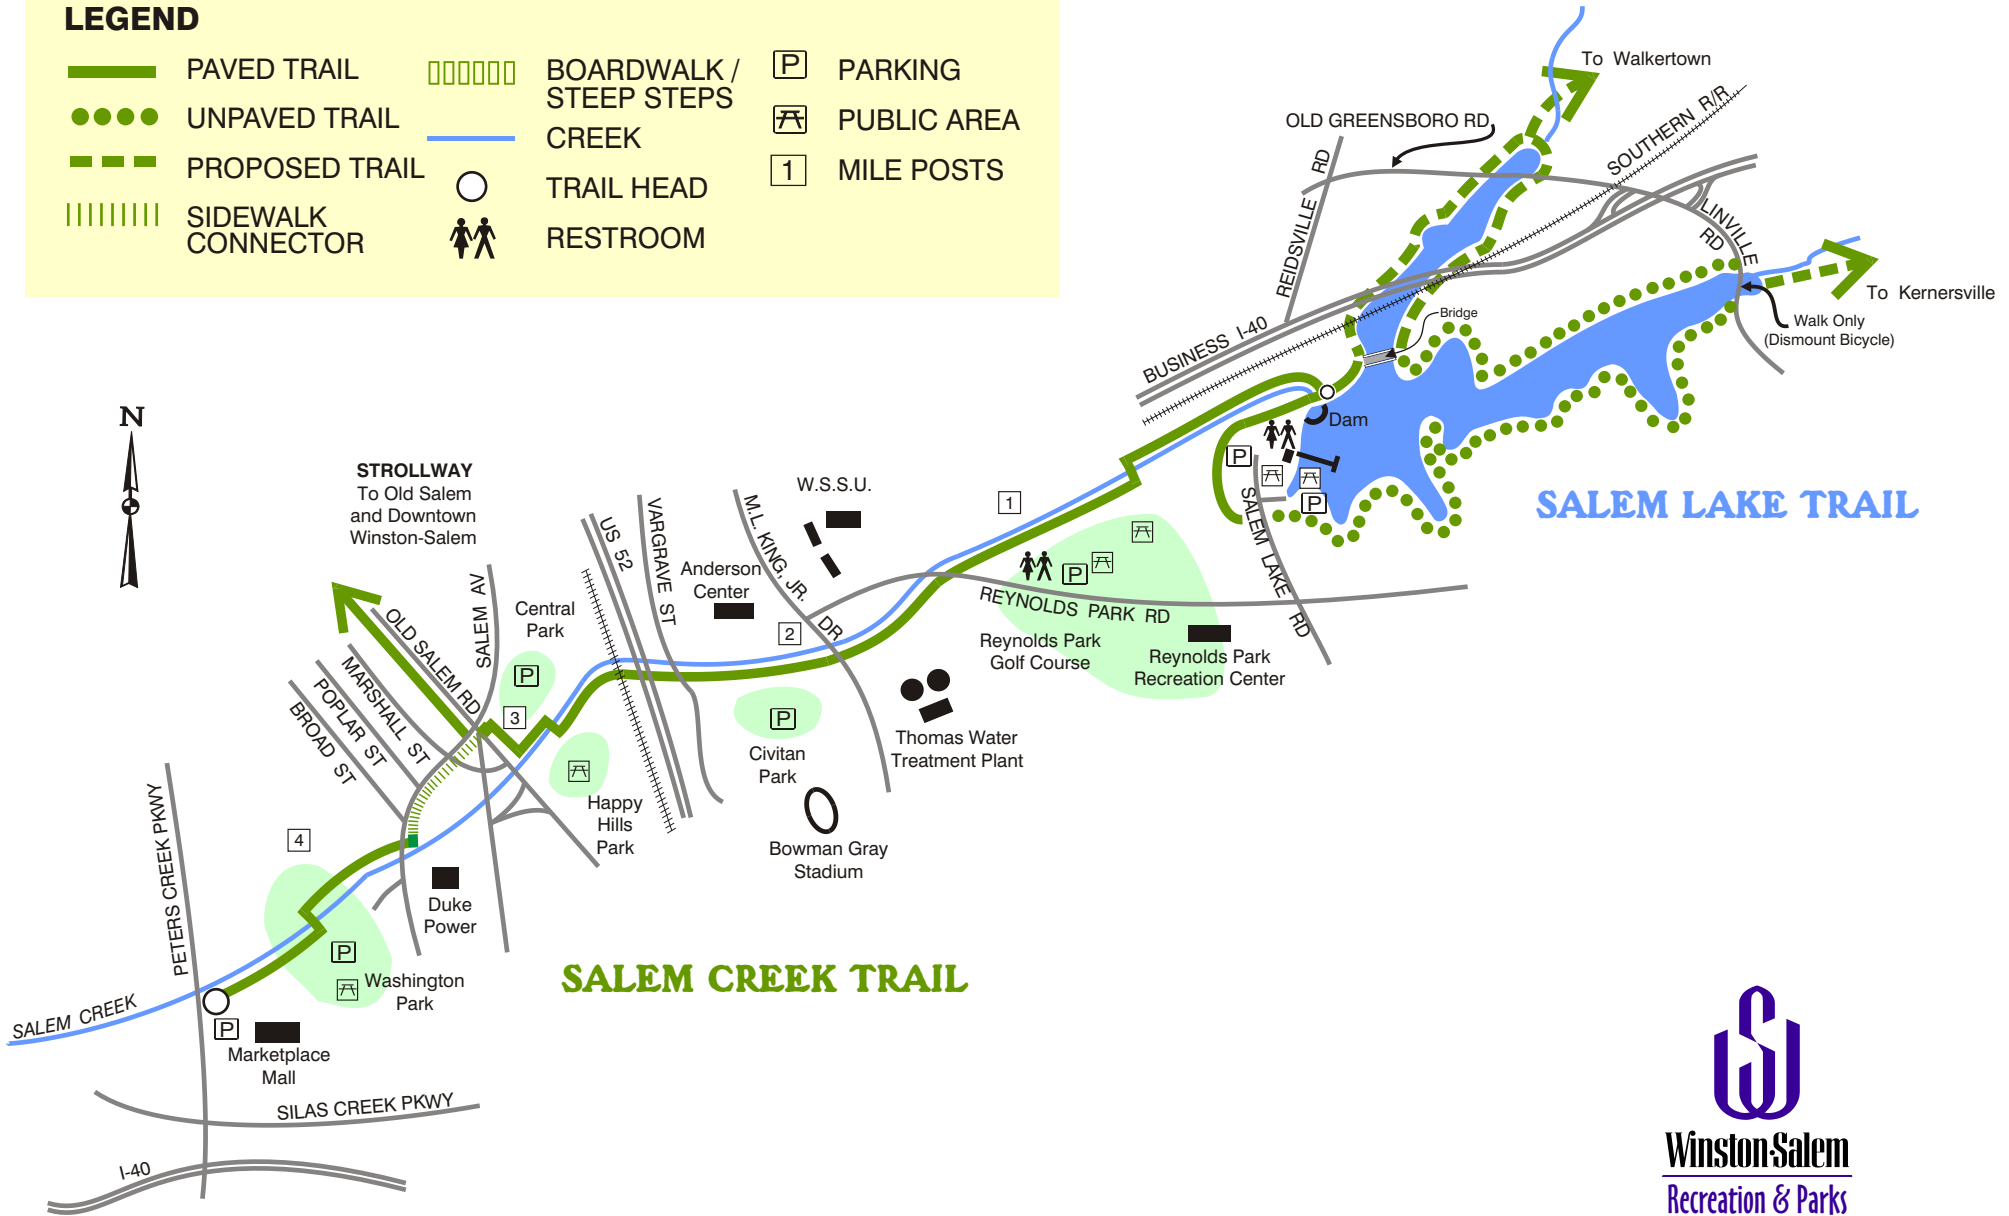 LEGEND
PAVED TRAIL
UNPAVED TRAIL
PROPOSED TRAIL
SIDEWALK
CONNECTOR
BOARDWALK /
STEEP STEPS
CREEK
TRAIL HEAD
RESTROOM
P
PARKING
PUBLIC AREA
1
MILE POSTS
To Walkertown
OLD GREENSBORO RD
SOUTHERN R/R
REIDSVILLE RD
LINVILLE
RD
To Kernersville
Walk Only
(Dismount Bicycle)
Bridge
BUSINESS I-40
Dam
P
P
SALEM LAKE RD
SALEM LAKE TRAIL
N
STROLLWAY
To Old Salem
and Downtown
Winston-Salem
W.S.S.U.
1
US 52
VARGRAVE ST
M.L. KING, JR. DR
Anderson
Center
2
P
REYNOLDS PARK RD
Reynolds Park
Golf Course
Reynolds Park
Recreation Center
SALEM AV
Central
Park
P
OLD SALEM RD
MARSHALL ST
POPLAR ST
BROAD ST
3
P
Civitan
Park
Thomas Water
Treatment Plant
Happy
Hills
Park
Bowman Gray
Stadium
4
PETERS CREEK PKWY
Duke
Power
P
Washington
Park
SALEM CREEK TRAIL
SALEM CREEK
P
Marketplace
Mall
SILAS CREEK PKWY
I-40
Winston-Salem
Recreation & Parks